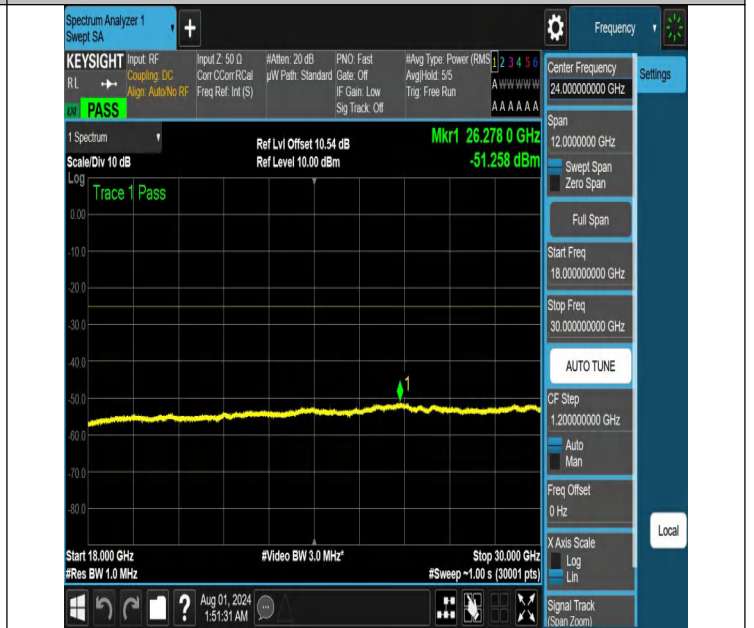 Spectrum Analyzer 1
Swept SA
+
Frequency
KEYSIGHT
RL
PASS
Input: RF
Coupling: DC
Align: Auto/No RF
Input Z: 50 Ω
Corr CCorr RCal
Freq Ref: Int (S)
#Atten: 20 dB
µW Path: Standard
PNO: Fast
Gate: Off
IF Gain: Low
Sig Track: Off
#Avg Type: Power (RMS
Avg|Hold: 5/5
Trig: Free Run
1 2 3 4 5 6
A W W W W W
A A A A A A
1 Spectrum
Scale/Div 10 dB
Ref Lvl Offset 10.54 dB
Ref Level 10.00 dBm
Mkr1 26.278 0 GHz
-51.258 dBm
Log
Trace 1 Pass
0.00
-10.0
-20.0
-30.0
-40.0
-50.0
-60.0
-70.0
-80.0
1
Start 18.000 GHz
#Res BW 1.0 MHz
#Video BW 3.0 MHz*
Stop 30.000 GHz
#Sweep ~1.00 s (30001 pts)
?
Aug 01, 2024
1:51:31 AM
Center Frequency
24.000000000 GHz
Settings
Span
12.0000000 GHz
Swept Span
Zero Span
Full Span
Start Freq
18.000000000 GHz
Stop Freq
30.000000000 GHz
AUTO TUNE
CF Step
1.200000000 GHz
Auto
Man
Freq Offset
0 Hz
X Axis Scale
Log
Lin
Local
Signal Track
(Span Zoom)